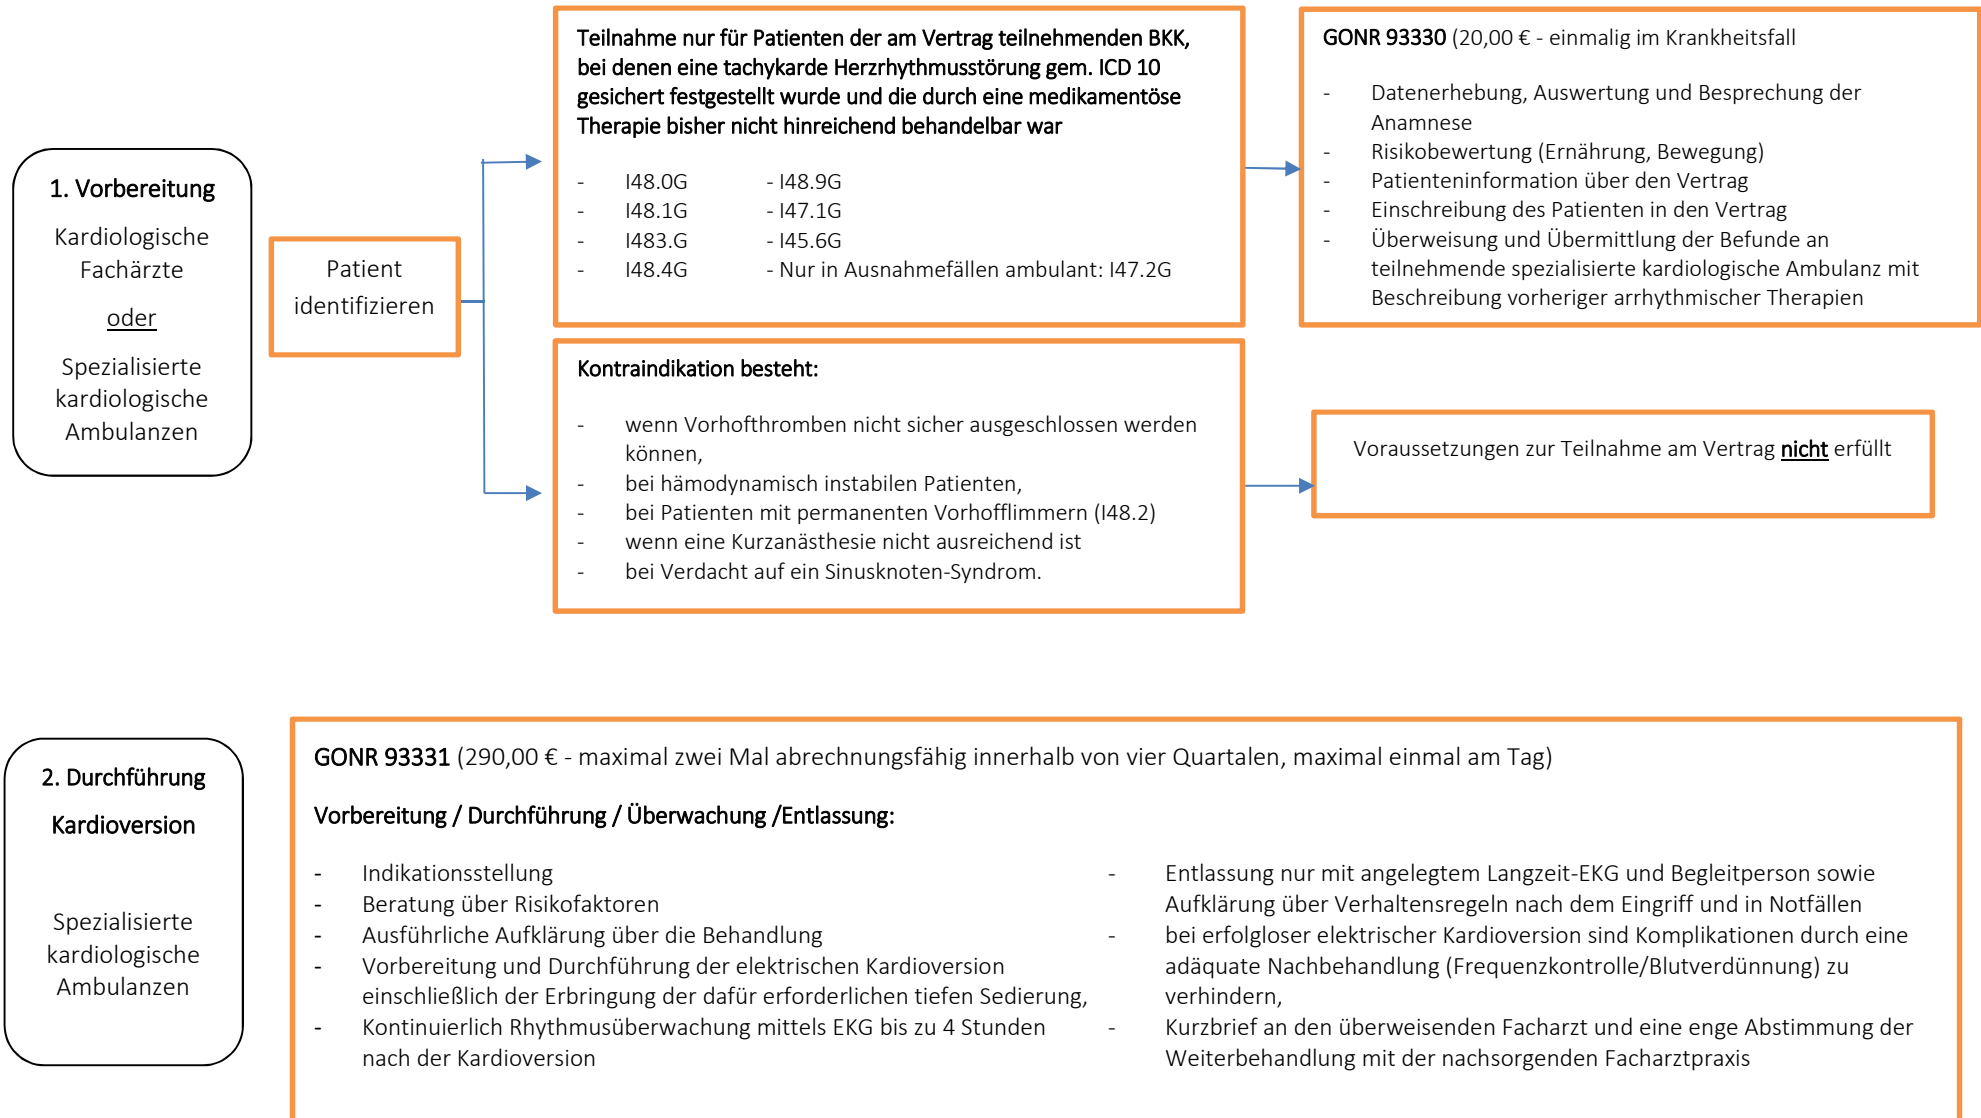 1. Vorbereitung
Kardiologische
Fachärzte
oder
Spezialisierte
kardiologische
Ambulanzen
Patient
identifizieren
Teilnahme nur für Patienten der am Vertrag teilnehmenden BKK,
bei denen eine tachykarde Herzrhythmusstörung gem. ICD 10
gesichert festgestellt wurde und die durch eine medikamentöse
Therapie bisher nicht hinreichend behandelbar war
- I48.0G - I48.9G
- I48.1G - I47.1G
- I483.G - I45.6G
- I48.4G - Nur in Ausnahmefällen ambulant: I47.2G
GONR 93330 (20,00 € - einmalig im Krankheitsfall
- Datenerhebung, Auswertung und Besprechung der
Anamnese
- Risikobewertung (Ernährung, Bewegung)
- Patienteninformation über den Vertrag
- Einschreibung des Patienten in den Vertrag
- Überweisung und Übermittlung der Befunde an
teilnehmende spezialisierte kardiologische Ambulanz mit
Beschreibung vorheriger arrhythmischer Therapien
Kontraindikation besteht:
- wenn Vorhofthromben nicht sicher ausgeschlossen werden
können,
- bei hämodynamisch instabilen Patienten,
- bei Patienten mit permanenten Vorhofflimmern (I48.2)
- wenn eine Kurzanästhesie nicht ausreichend ist
- bei Verdacht auf ein Sinusknoten-Syndrom.
Voraussetzungen zur Teilnahme am Vertrag nicht erfüllt
2. Durchführung
Kardioversion
Spezialisierte
kardiologische
Ambulanzen
GONR 93331 (290,00 € - maximal zwei Mal abrechnungsfähig innerhalb von vier Quartalen, maximal einmal am Tag)
Vorbereitung / Durchführung / Überwachung /Entlassung:
- Indikationsstellung
- Beratung über Risikofaktoren
- Ausführliche Aufklärung über die Behandlung
- Vorbereitung und Durchführung der elektrischen Kardioversion
einschließlich der Erbringung der dafür erforderlichen tiefen Sedierung,
- Kontinuierlich Rhythmusüberwachung mittels EKG bis zu 4 Stunden
nach der Kardioversion
- Entlassung nur mit angelegtem Langzeit-EKG und Begleitperson sowie
Aufklärung über Verhaltensregeln nach dem Eingriff und in Notfällen
- bei erfolgloser elektrischer Kardioversion sind Komplikationen durch eine
adäquate Nachbehandlung (Frequenzkontrolle/Blutverdünnung) zu
verhindern,
- Kurzbrief an den überweisenden Facharzt und eine enge Abstimmung der
Weiterbehandlung mit der nachsorgenden Facharztpraxis